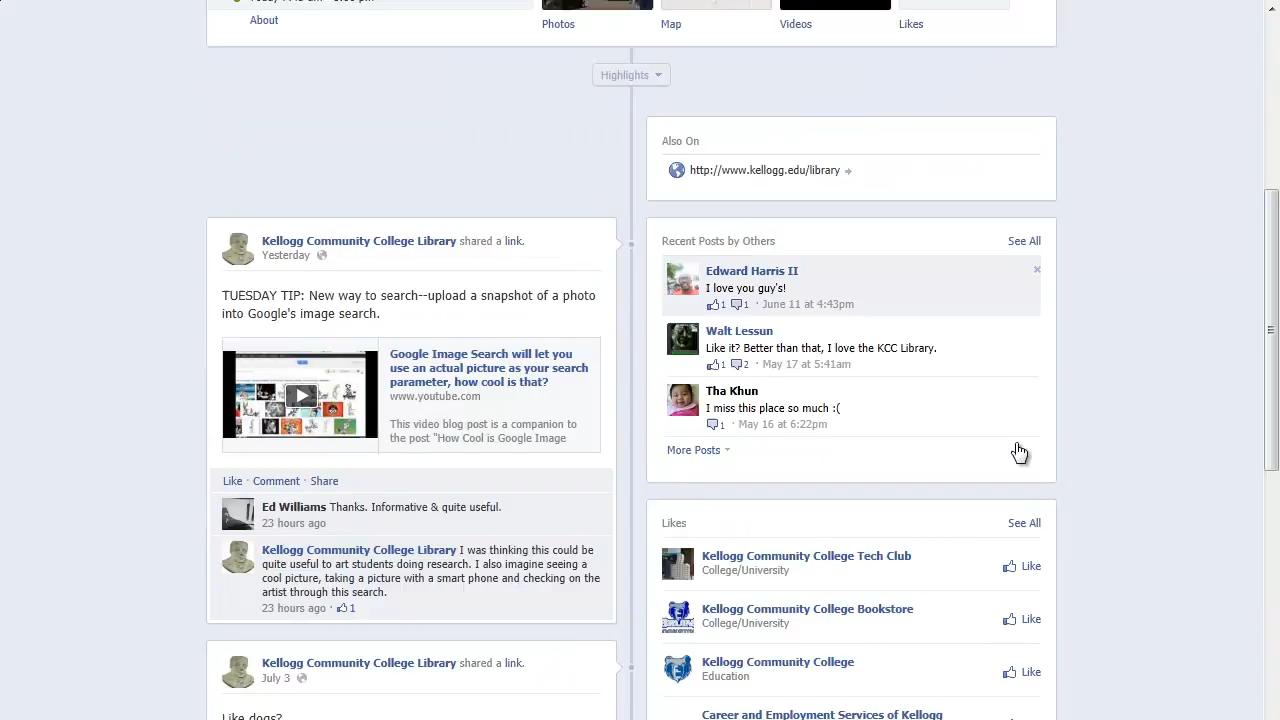 About
Photos
Map
Videos
Likes
Highlights
Also On
http://www.kellogg.edu/library
Kellogg Community College Library shared a link.
Yesterday
TUESDAY TIP: New way to search--upload a snapshot of a photo
into Google's image search.
Google Image Search will let you
use an actual picture as your search
parameter, how cool is that?
www.youtube.com
This video blog post is a companion to
the post "How Cool is Google Image
Like · Comment · Share
Ed Williams Thanks. Informative & quite useful.
23 hours ago
Kellogg Community College Library I was thinking this could be
quite useful to art students doing research. I also imagine seeing a
cool picture, taking a picture with a smart phone and checking on the
artist through this search.
23 hours ago · 1
Kellogg Community College Library shared a link.
July 3
Like dogs?
Recent Posts by Others
See All
Edward Harris II
I love you guy's!
1 1 · June 11 at 4:43pm
Walt Lessun
Like it? Better than that, I love the KCC Library.
1 2 · May 17 at 5:41am
Tha Khun
I miss this place so much :(
1 · May 16 at 6:22pm
More Posts
Likes
See All
Kellogg Community College Tech Club
College/University
Like
Kellogg Community College Bookstore
College/University
Like
Kellogg Community College
Education
Like
Career and Employment Services of Kellogg